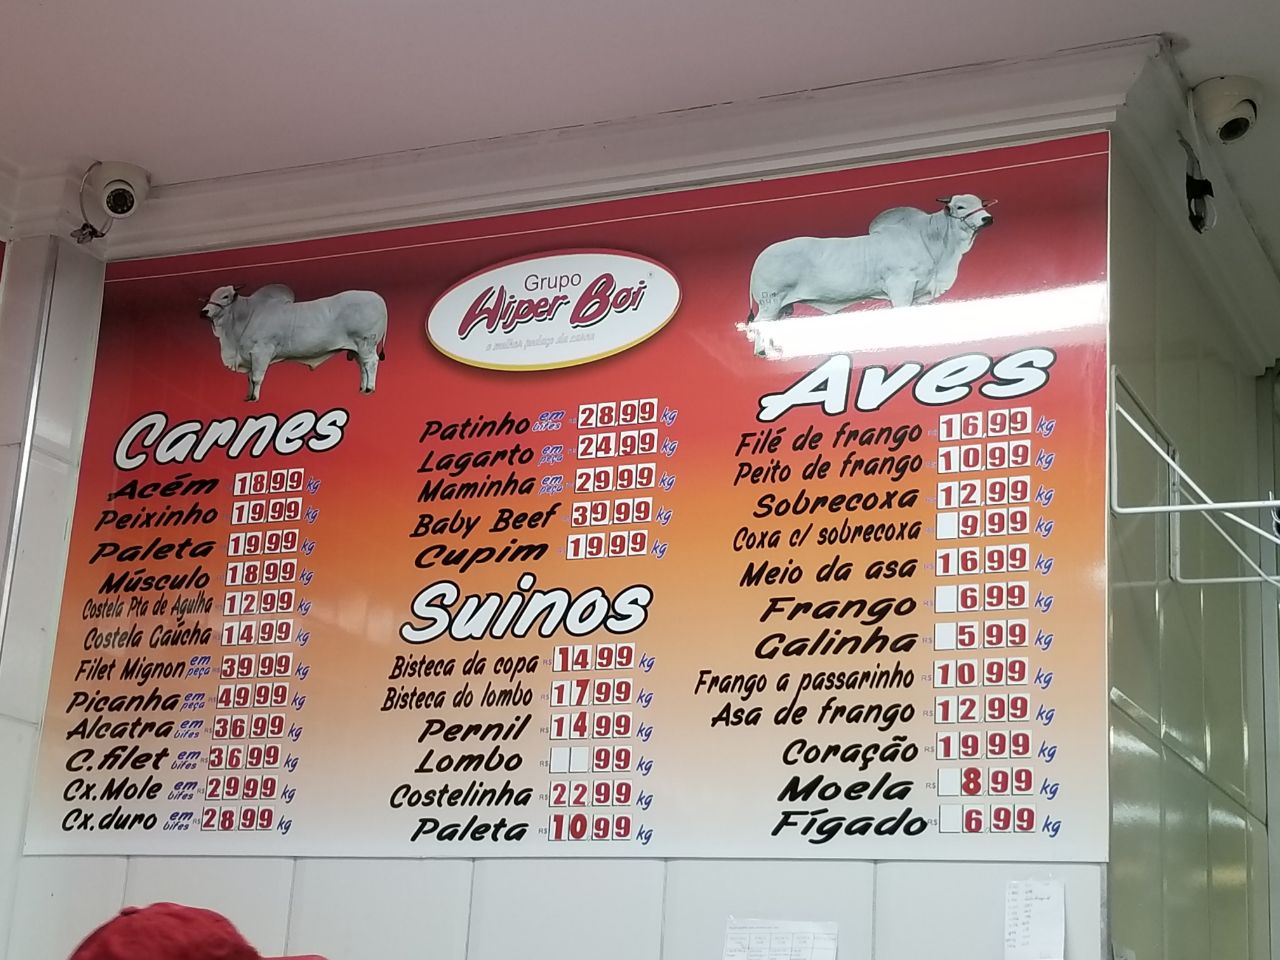 Grupo
Hiper Boi
o melhor pedaço da carne
Carnes
Acém 18,99 kg
Peixinho 19,99 kg
Paleta 19,99 kg
Músculo 18,99 kg
Costela Pta de Agulha 12,99 kg
Costela Gaúcha 14,99 kg
Filet Mignon em peça 39,99 kg
Picanha em peça 49,99 kg
Alcatra em bifes R$ 36,99 kg
C.filet em bifes R$ 36,99 kg
Cx.Mole em bifes R$ 29,99 kg
Cx.duro em bifes R$ 28,99 kg
Patinho em bifes 28,99 kg
Lagarto em peça 24,99 kg
Maminha em peça 29,99 kg
Baby Beef 39,99 kg
Cupim 19,99 kg
Suinos
Bisteca da copa R$ 14,99 kg
Bisteca do lombo R$ 17,99 kg
Pernil R$ 14,99 kg
Lombo R$ 99 kg
Costelinha R$ 22,99 kg
Paleta R$ 10,99 kg
Aves
Filé de frango 16,99 kg
Peito de frango 10,99 kg
Sobrecoxa 12,99 kg
Coxa c/ sobrecoxa 9,99 kg
Meio da asa 16,99 kg
Frango R$ 6,99 kg
Galinha R$ 5,99 kg
Frango a passarinho R$ 10,99 kg
Asa de frango R$ 12,99 kg
Coração R$ 19,99 kg
Moela R$ 8,99 kg
Fígado R$ 6,99 kg